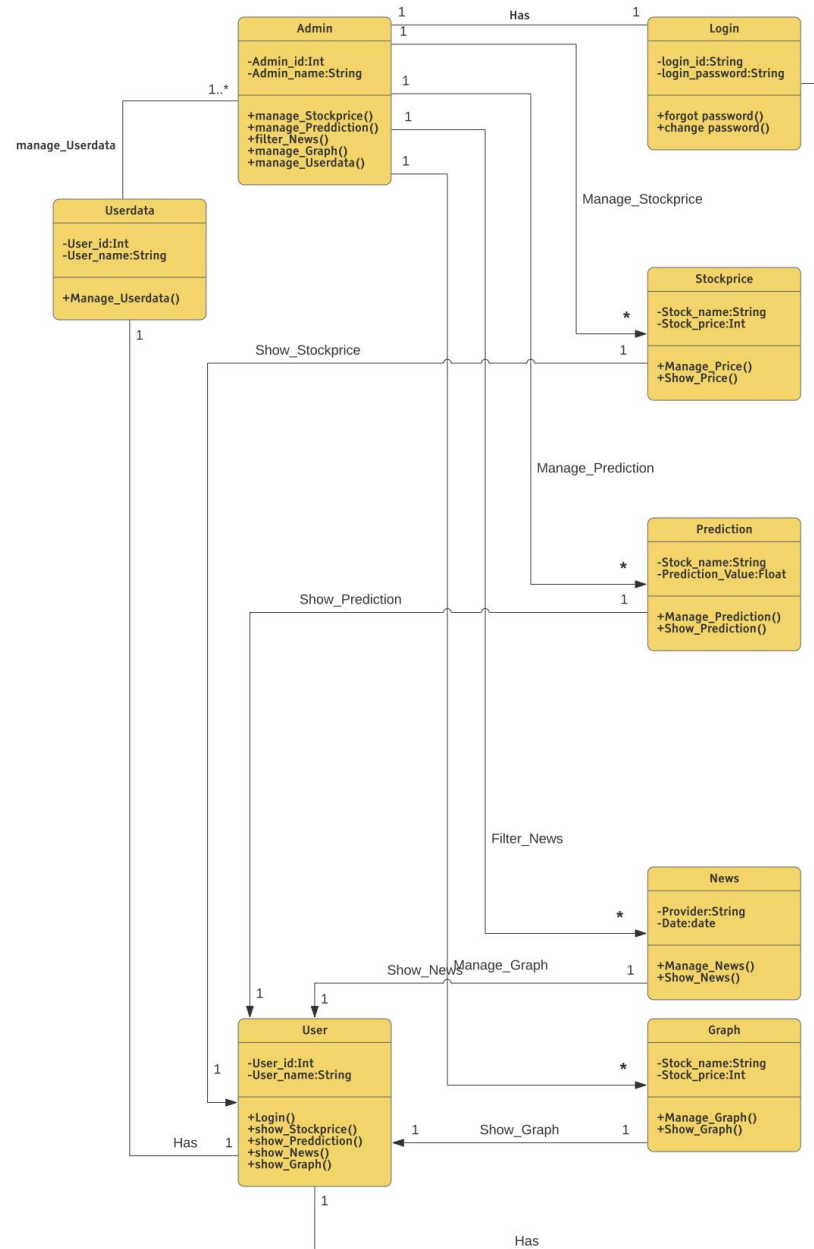 1 Has 1
Admin
-Admin_id:Int
-Admin_name:String
+manage_Stockprice()
+manage_Preddiction()
+filter_News()
+manage_Graph()
+manage_Userdata()
1
1
1
1
1..*
manage_Userdata
Login
-login_id:String
-login_password:String
+forgot password()
+change password()
Userdata
-User_id:Int
-User_name:String
+Manage_Userdata()
1
Manage_Stockprice
*
Stockprice
-Stock_name:String
-Stock_price:Int
+Manage_Price()
+Show_Price()
Show_Stockprice
1
Manage_Prediction
*
Prediction
-Stock_name:String
-Prediction_Value:Float
+Manage_Prediction()
+Show_Prediction()
Show_Prediction
1
Filter_News
*
News
-Provider:String
-Date:date
+Manage_News()
+Show_News()
Show_News
Manage_Graph
1
1
1
User
-User_id:Int
-User_name:String
+Login()
+show_Stockprice()
+show_Preddiction()
+show_News()
+show_Graph()
1
*
Graph
-Stock_name:String
-Stock_price:Int
+Manage_Graph()
+Show_Graph()
1 Show_Graph 1
Has 1
1
Has